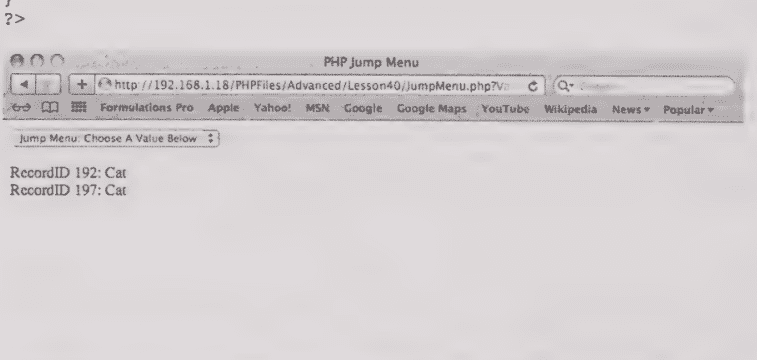 }
?>
PHP Jump Menu
http://192.168.1.18/PHPFiles/Advanced/Lesson40/JumpMenu.php?V
Formulations Pro Apple Yahoo! MSN Google Google Maps YouTube Wikipedia News Popular
Jump Menu: Choose A Value Below
RecordID 192: Cat
RecordID 197: Cat